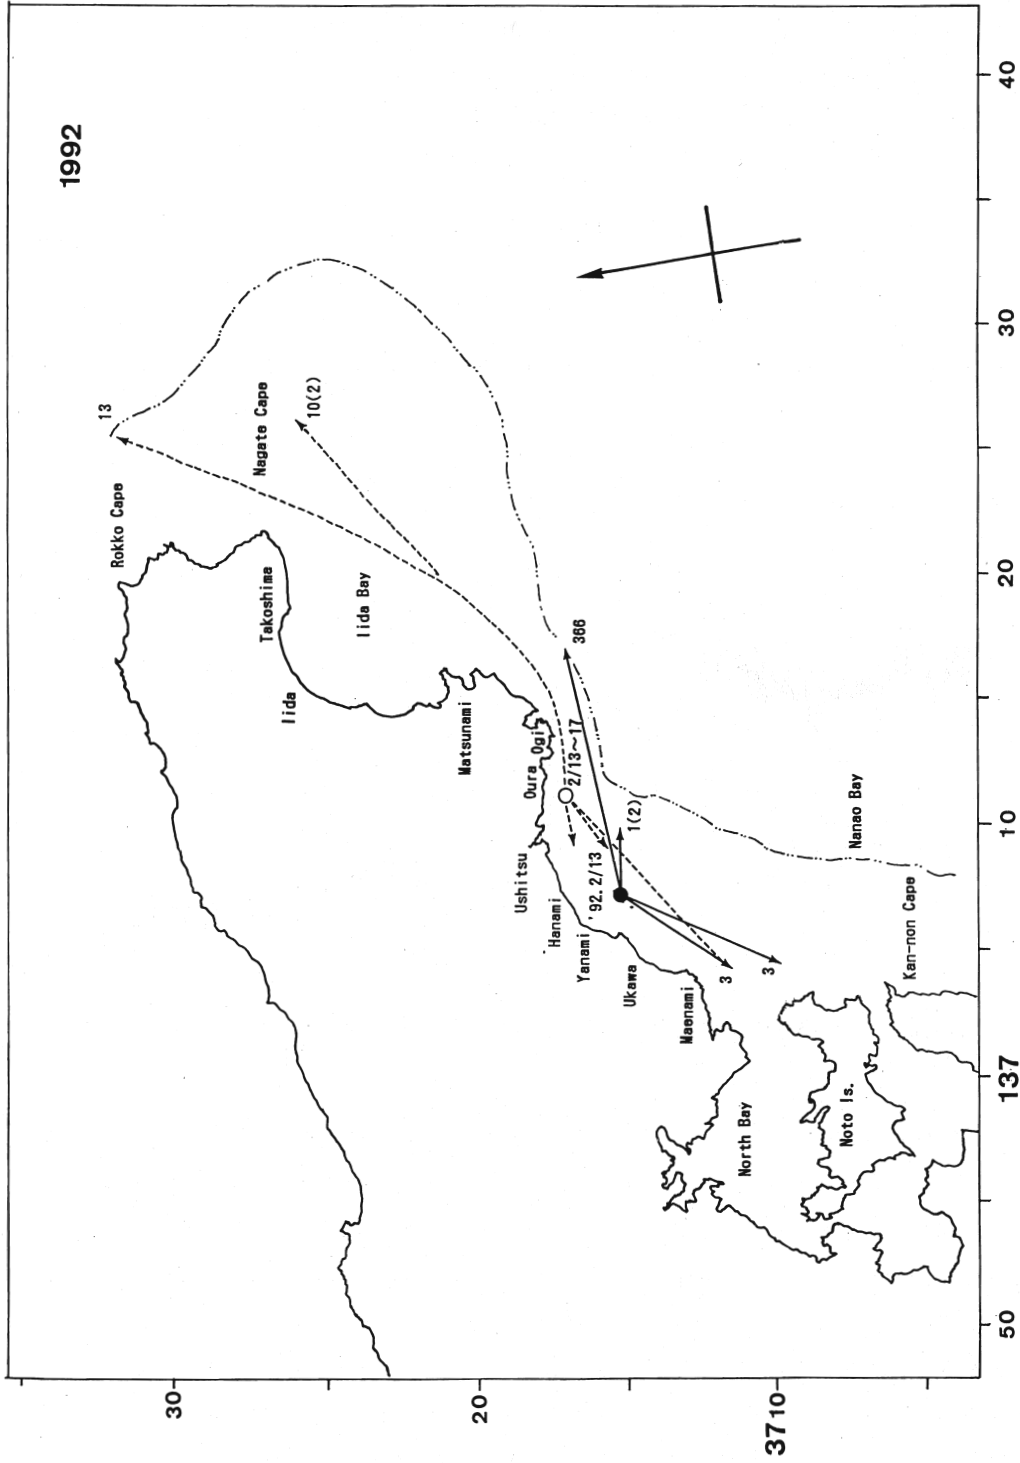 1992
13
Rokko Cape
Nagate Cape
10(2)
Takoshima
Iida Bay
Iida
Matsunami
366
Oura
Ogi
2/13~17
Ushitsu
'92. 2/13
1(2)
Hanami
Yanami
Ukawa
Maenami
3
3
Nanao Bay
Kan-non Cape
North Bay
Noto Is.
30
20
37 10
50
137
10
20
30
40